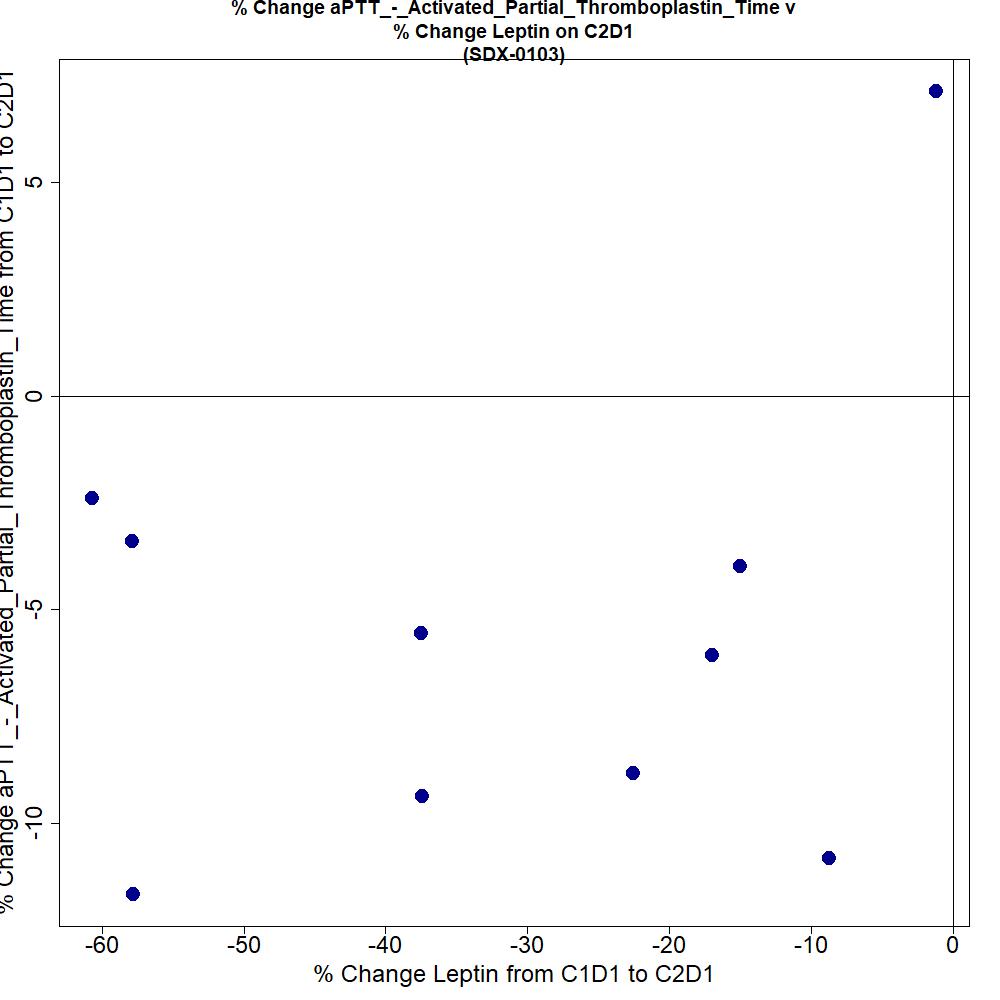 % Change aPTT_-_Activated_Partial_Thromboplastin_Time v
% Change Leptin on C2D1
(SDX-0103)
% Change aPTT_-_Activated_Partial_Thromboplastin_Time from C1D1 to C2D1
5
0
-5
-10
-60
-50
-40
-30
-20
-10
0
% Change Leptin from C1D1 to C2D1